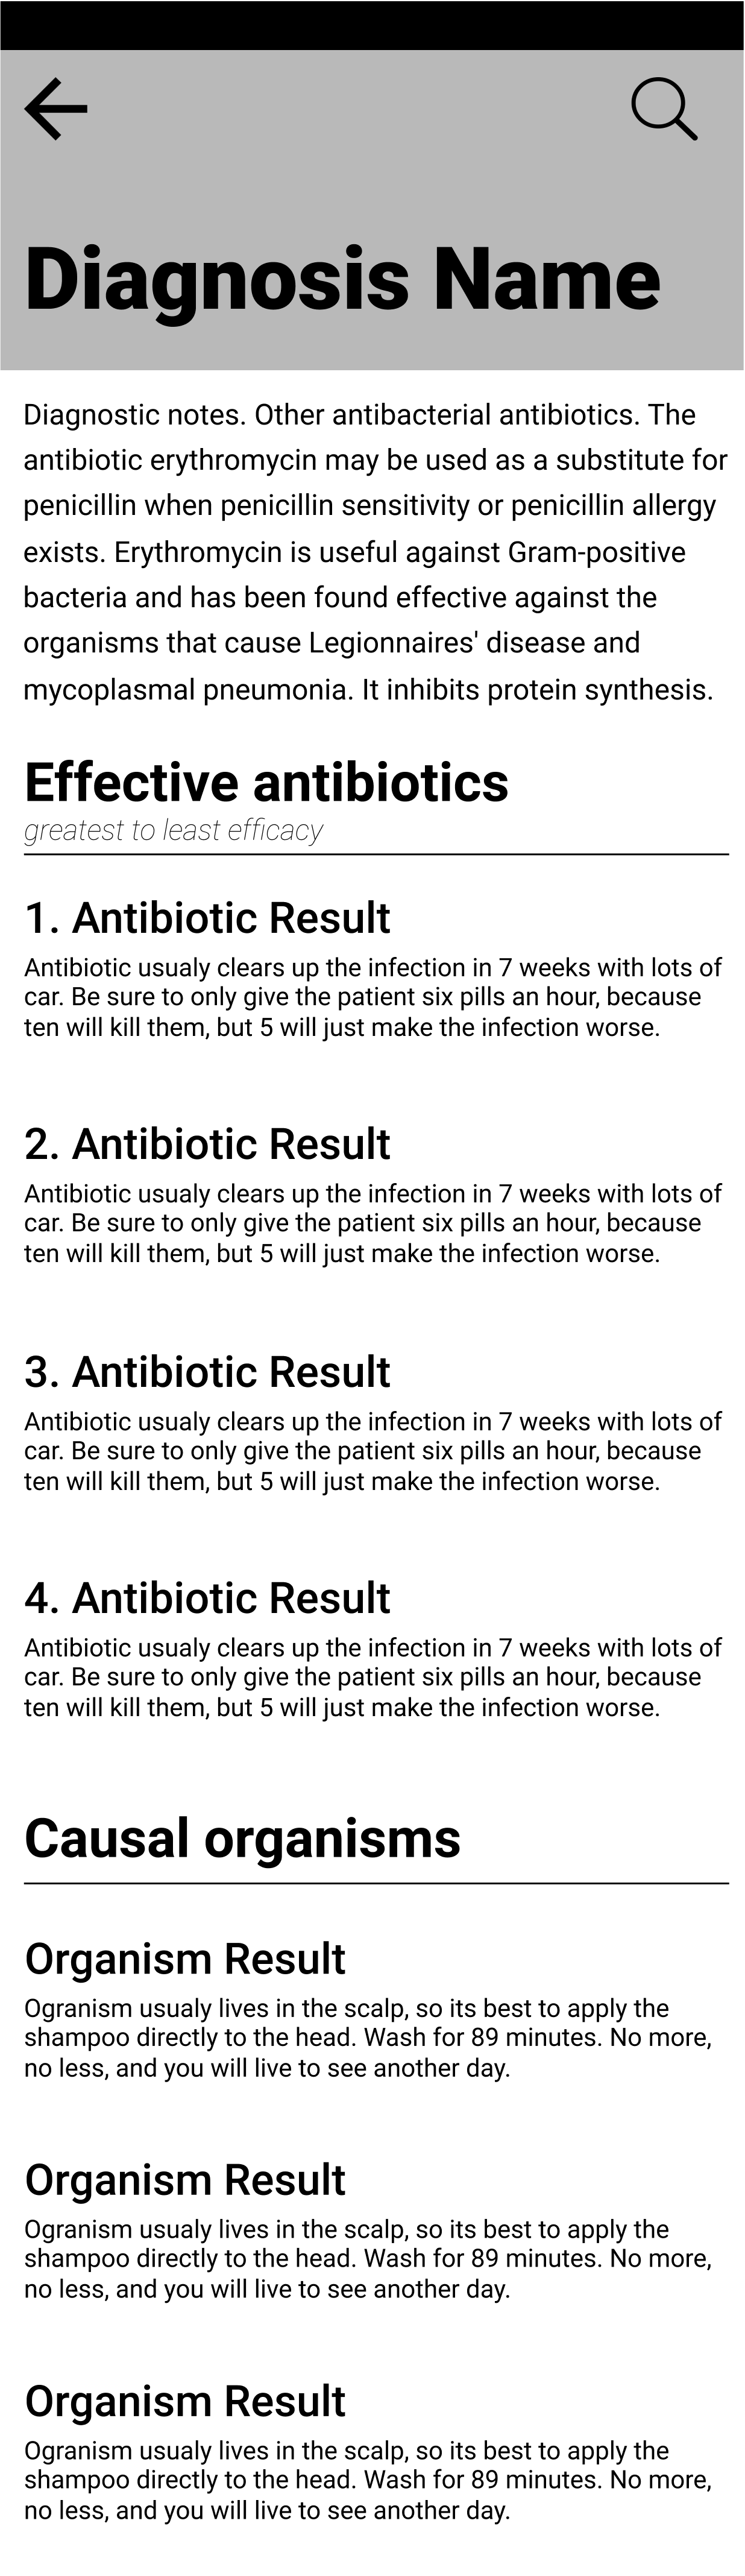 Diagnosis Name
Diagnostic notes. Other antibacterial antibiotics. The
antibiotic erythromycin may be used as a substitute for
penicillin when penicillin sensitivity or penicillin allergy
exists. Erythromycin is useful against Gram-positive
bacteria and has been found effective against the
organisms that cause Legionnaires' disease and
mycoplasmal pneumonia. It inhibits protein synthesis.
Effective antibiotics
greatest to least efficacy
1. Antibiotic Result
Antibiotic usualy clears up the infection in 7 weeks with lots of
car. Be sure to only give the patient six pills an hour, because
ten will kill them, but 5 will just make the infection worse.
2. Antibiotic Result
Antibiotic usualy clears up the infection in 7 weeks with lots of
car. Be sure to only give the patient six pills an hour, because
ten will kill them, but 5 will just make the infection worse.
3. Antibiotic Result
Antibiotic usualy clears up the infection in 7 weeks with lots of
car. Be sure to only give the patient six pills an hour, because
ten will kill them, but 5 will just make the infection worse.
4. Antibiotic Result
Antibiotic usualy clears up the infection in 7 weeks with lots of
car. Be sure to only give the patient six pills an hour, because
ten will kill them, but 5 will just make the infection worse.
Causal organisms
Organism Result
Ogranism usualy lives in the scalp, so its best to apply the
shampoo directly to the head. Wash for 89 minutes. No more,
no less, and you will live to see another day.
Organism Result
Ogranism usualy lives in the scalp, so its best to apply the
shampoo directly to the head. Wash for 89 minutes. No more,
no less, and you will live to see another day.
Organism Result
Ogranism usualy lives in the scalp, so its best to apply the
shampoo directly to the head. Wash for 89 minutes. No more,
no less, and you will live to see another day.